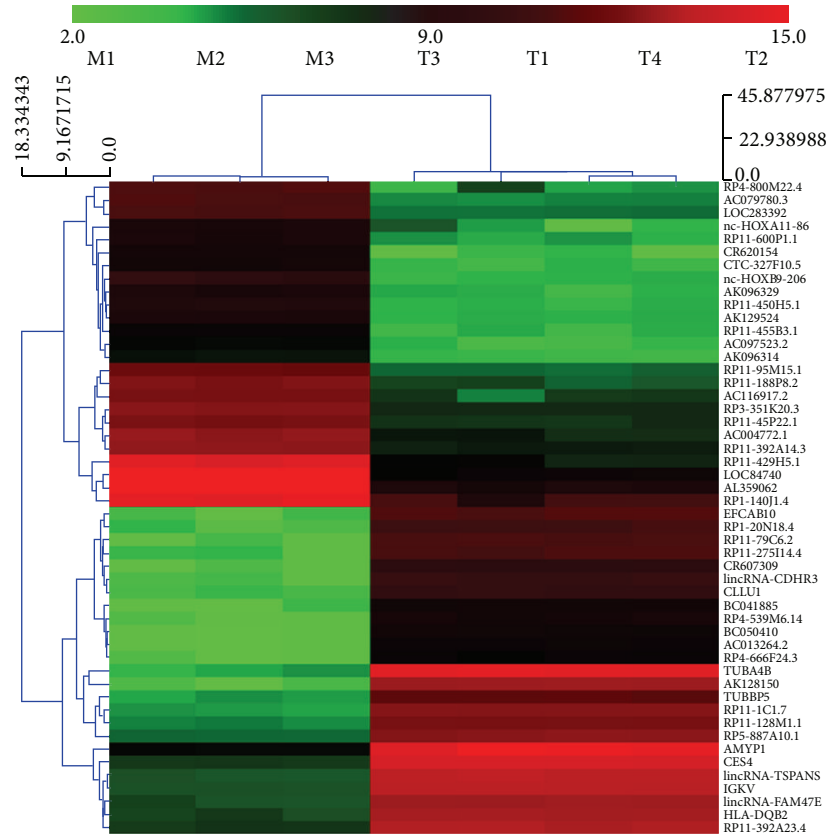 2.0 9.0 15.0
M1 M2 M3 T3 T1 T4 T2
18.334343
9.1671715
0.0
45.877975
22.938988
0.0
RP4-800M22.4
AC079780.3
LOC283392
nc-HOXA11-86
RP11-600P1.1
CR620154
CTC-327F10.5
nc-HOXB9-206
AK096329
RP11-450H5.1
AK129524
RP11-455B3.1
AC097523.2
AK096314
RP11-95M15.1
RP11-188P8.2
AC116917.2
RP3-351K20.3
RP11-45P22.1
AC004772.1
RP11-392A14.3
RP11-429H5.1
LOC84740
AL359062
RP1-140J1.4
EFCAB10
RP1-20N18.4
RP11-79C6.2
RP11-275I14.4
CR607309
lincRNA-CDHR3
CLLU1
BC041885
RP4-539M6.14
BC050410
AC013264.2
RP4-666F24.3
TUBA4B
AK128150
TUBBP5
RP11-1C1.7
RP11-128M1.1
RP5-887A10.1
AMYP1
CES4
lincRNA-TSPANS
IGKV
lincRNA-FAM47E
HLA-DQB2
RP11-392A23.4